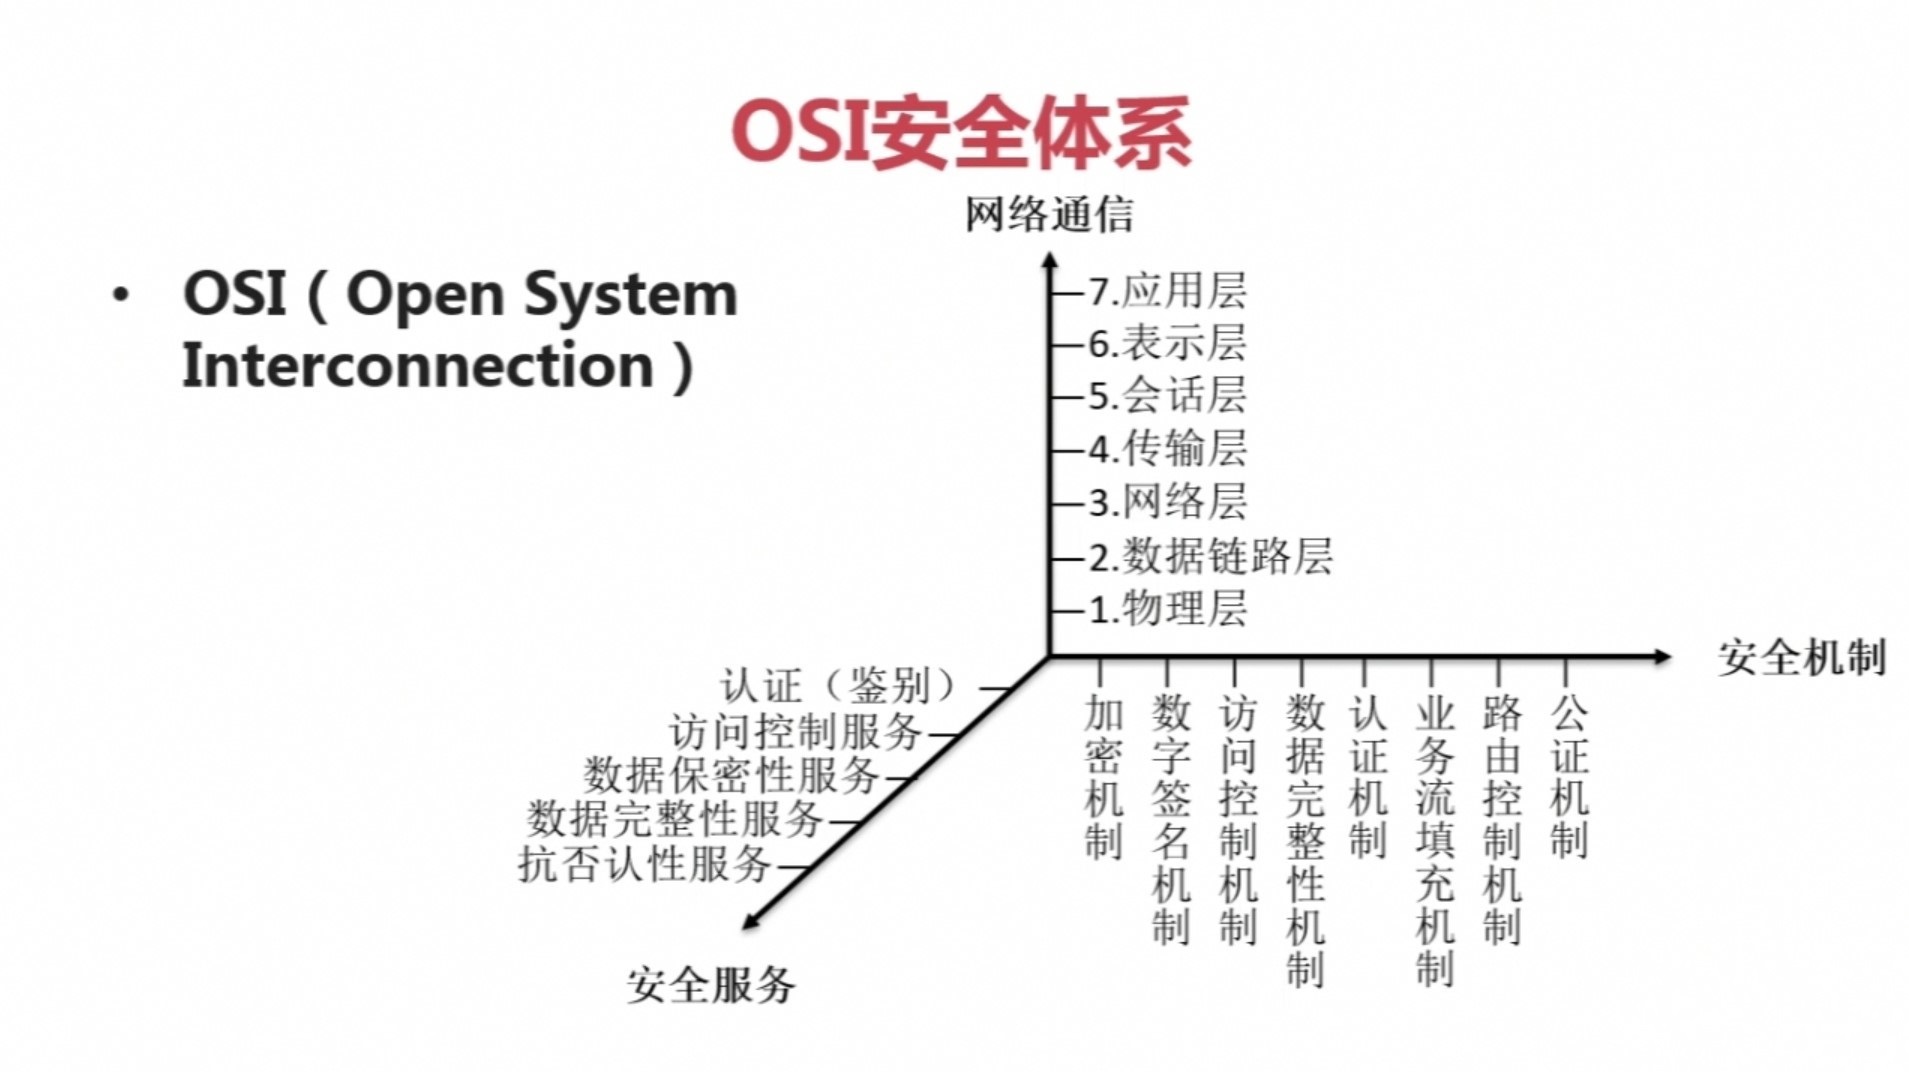 OSI安全体系
• OSI（Open System
Interconnection）
网络通信
7.应用层
6.表示层
5.会话层
4.传输层
3.网络层
2.数据链路层
1.物理层
安全机制
加密机制
数字签名机制
访问控制机制
数据完整性机制
认证机制
业务流填充机制
路由控制机制
公证机制
认证（鉴别）
访问控制服务
数据保密性服务
数据完整性服务
抗否认性服务
安全服务